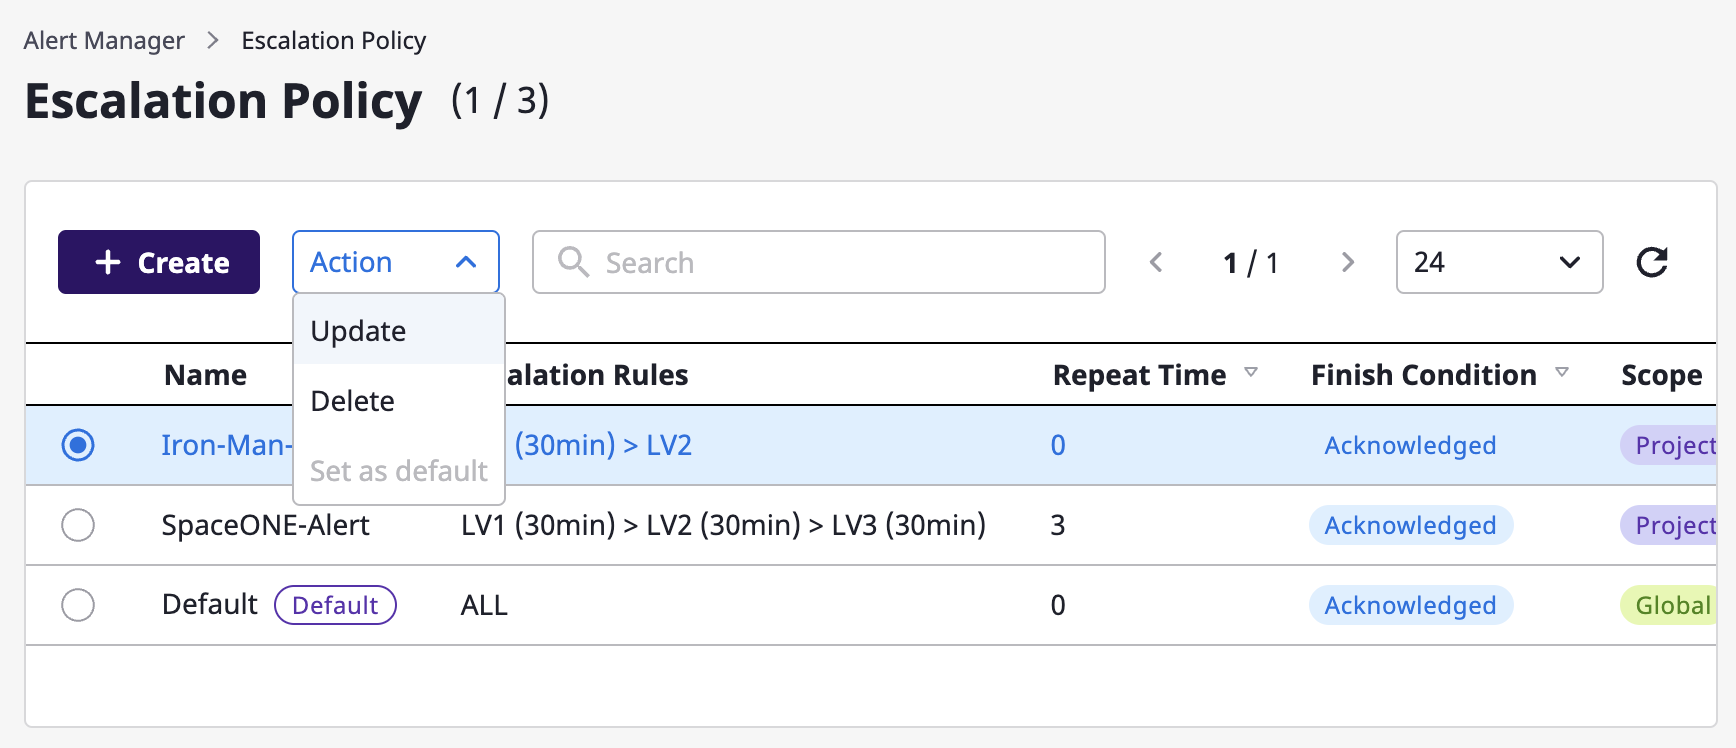 Alert Manager > Escalation Policy
Escalation Policy (1 / 3)
+ Create Action Search 1 / 1 24
Update
Delete
Set as default
Name alation Rules Repeat Time Finish Condition Scope
Iron-Man- (30min) > LV2 0 Acknowledged Project
SpaceONE-Alert LV1 (30min) > LV2 (30min) > LV3 (30min) 3 Acknowledged Project
Default Default ALL 0 Acknowledged Global